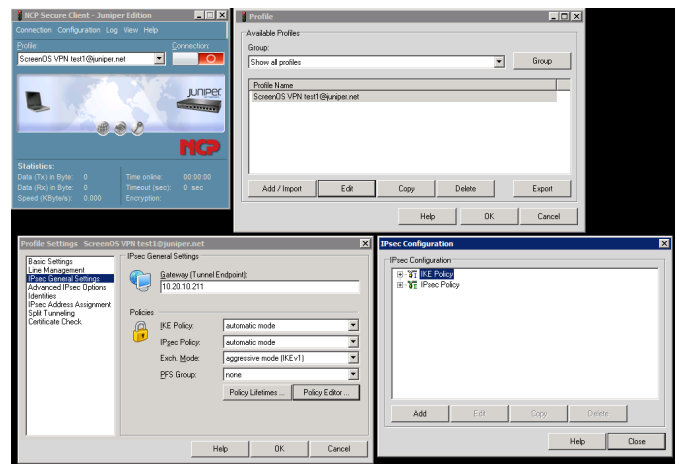 NCP Secure Client - Juniper Edition
Connection Configuration Log View Help
Profile:
Connection:
ScreenOS VPN test1@juniper.net
JUNIPER
NCP
Statistics:
Data (Tx) in Byte: 0
Time online: 00:00:00
Data (Rx) in Byte: 0
Timeout (sec): 0 sec
Speed (KByte/s): 0.000
Encryption:
Profile
Available Profiles
Group:
Show all profiles
Group
Profile Name
ScreenOS VPN test1@juniper.net
Add / Import
Edit
Copy
Delete
Export
Help
OK
Cancel
Profile Settings ScreenOS VPN test1@juniper.net
Basic Settings
Line Management
IPsec General Settings
Advanced IPsec Options
Identities
IPsec Address Assignment
Split Tunneling
Certificate Check
IPsec General Settings
Gateway (Tunnel Endpoint):
10.20.10.211
Policies
IKE Policy: automatic mode
IPsec Policy: automatic mode
Exch. Mode: aggressive mode (IKEv1)
PFS Group: none
Policy Lifetimes ...
Policy Editor ...
Help
OK
Cancel
IPsec Configuration
IPsec Configuration
IKE Policy
IPsec Policy
Add
Edit
Copy
Delete
Help
Close